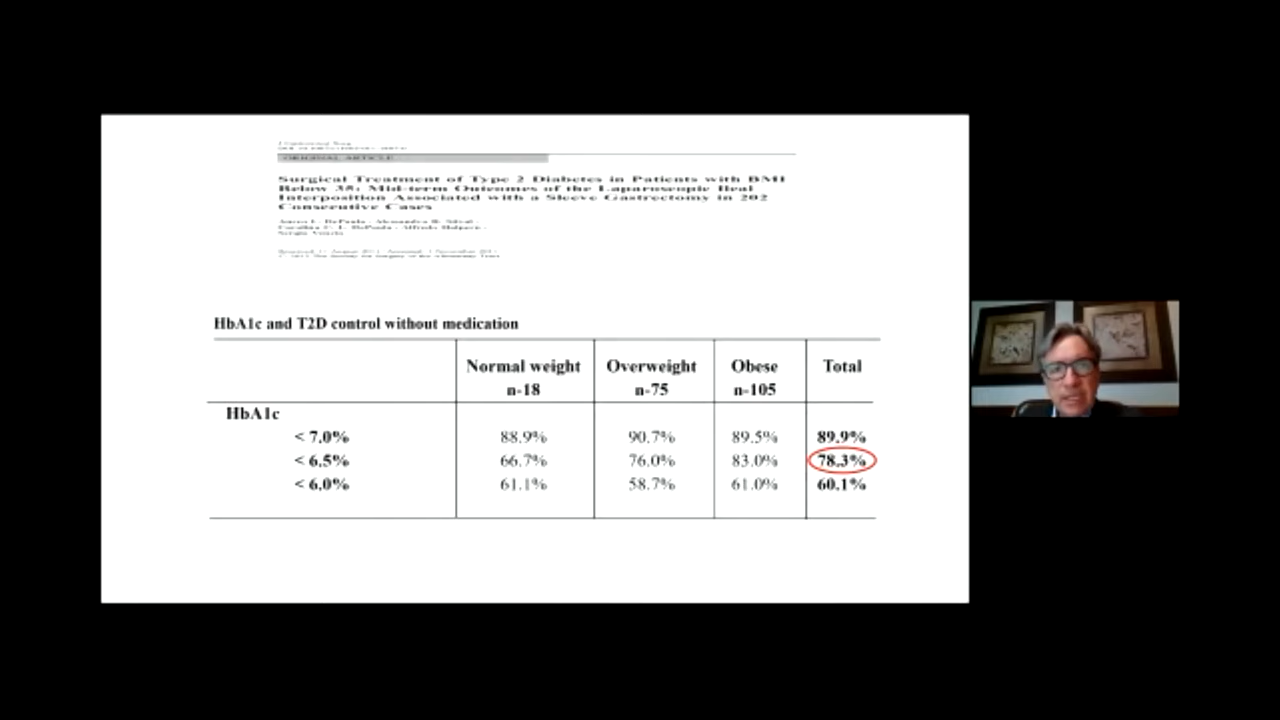 ORIGINAL ARTICLE
Surgical Treatment of Type 2 Diabetes in Patients with BMI
Below 35: Mid-term Outcomes of the Laparoscopic Ileal
Interposition Associated with a Sleeve Gastrectomy in 202
Consecutive Cases
HbA1c and T2D control without medication
Normal weight Overweight Obese Total
n-18 n-75 n-105
HbA1c
< 7.0% 88.9% 90.7% 89.5% 89.9%
< 6.5% 66.7% 76.0% 83.0% 78.3%
< 6.0% 61.1% 58.7% 61.0% 60.1%